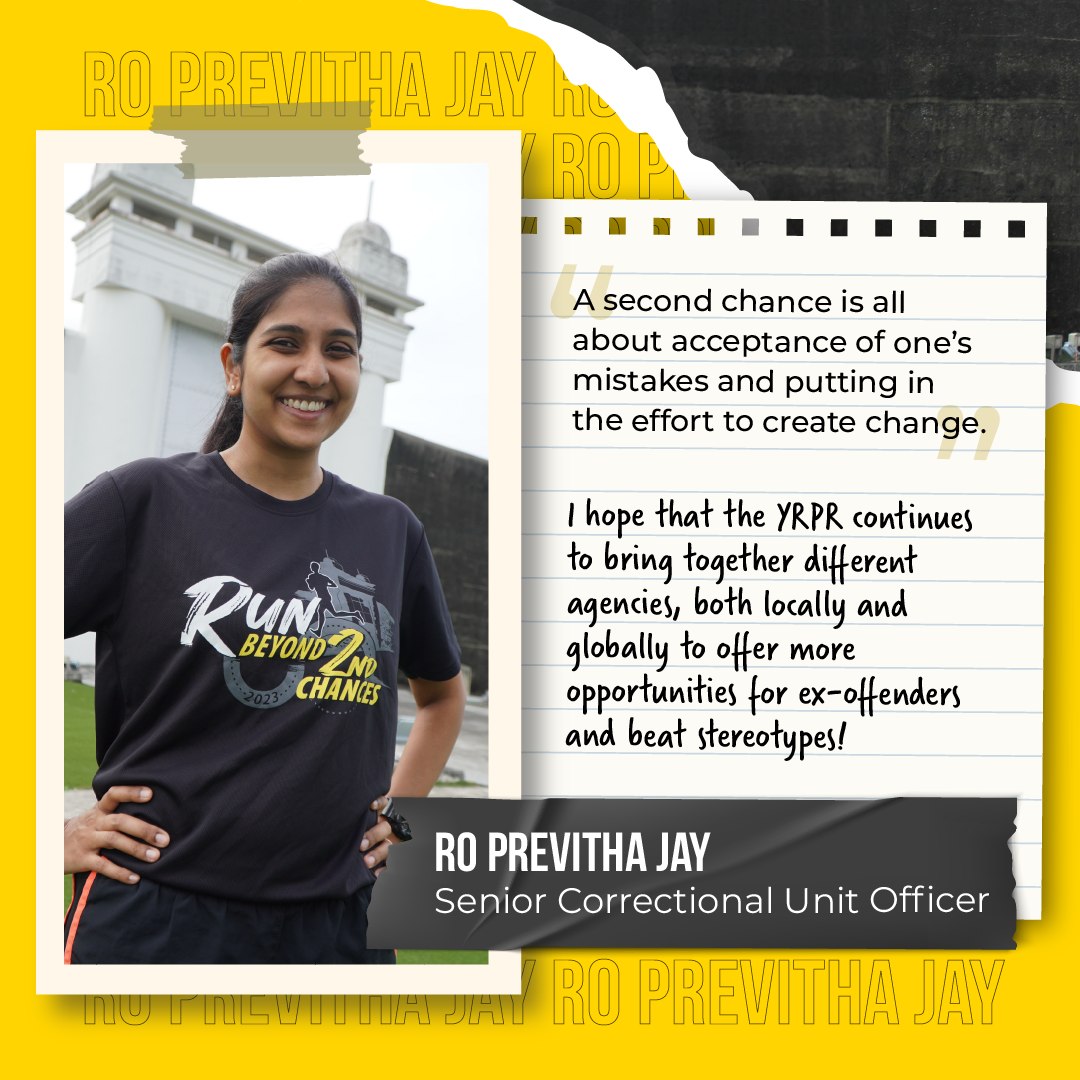 RO PREVITHA JAY RO
RO PR
“
A second chance is all
about acceptance of one’s
mistakes and putting in
the effort to create change.
”
I hope that the YRPR continues
to bring together different
agencies, both locally and
globally to offer more
opportunities for ex-offenders
and beat stereotypes!
RUN
BEYOND 2ND
CHANCES
2023
RO PREVITHA JAY
Senior Correctional Unit Officer
RO PREVITHA JAY RO PREVITHA JAY